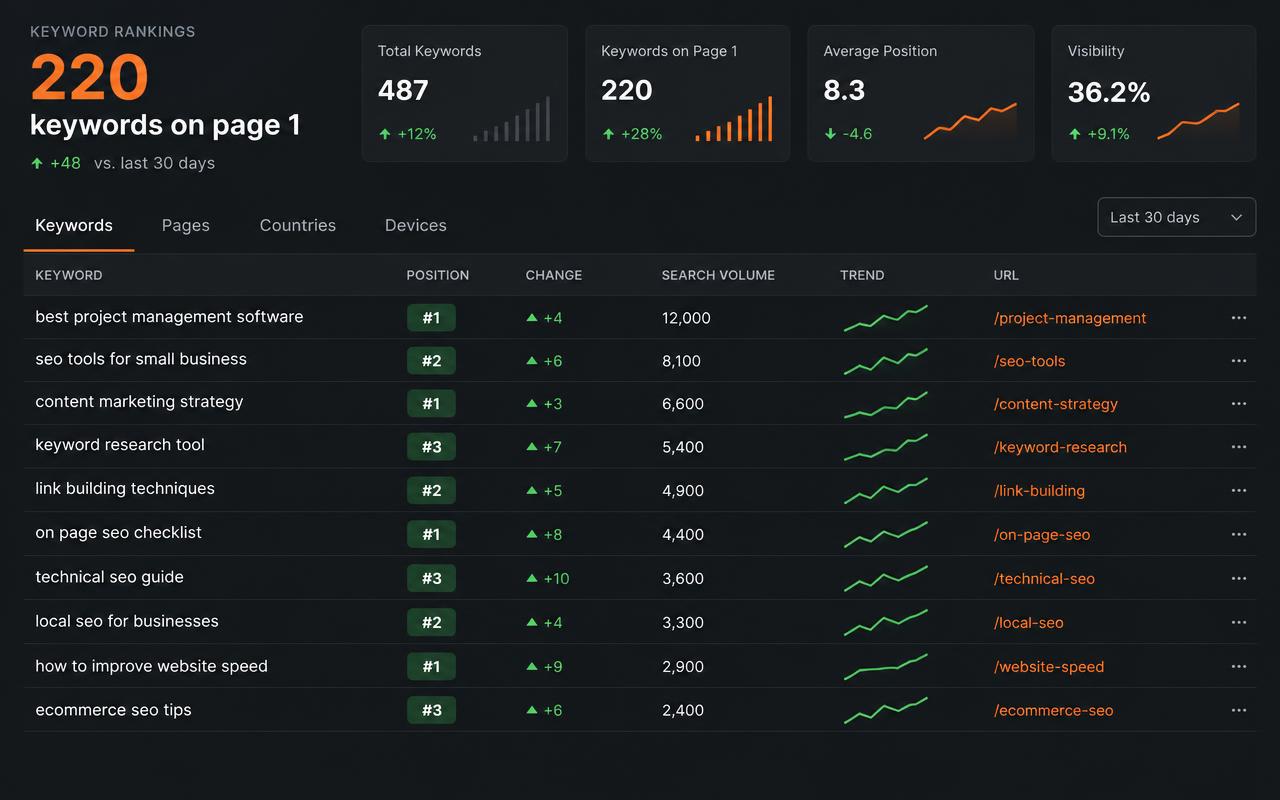 KEYWORD RANKINGS
220
keywords on page 1
+48 vs. last 30 days
Total Keywords
487
+12%
Keywords on Page 1
220
+28%
Average Position
8.3
-4.6
Visibility
36.2%
+9.1%
Keywords Pages Countries Devices
Last 30 days
KEYWORD POSITION CHANGE SEARCH VOLUME TREND URL
best project management software #1 +4 12,000 /project-management
seo tools for small business #2 +6 8,100 /seo-tools
content marketing strategy #1 +3 6,600 /content-strategy
keyword research tool #3 +7 5,400 /keyword-research
link building techniques #2 +5 4,900 /link-building
on page seo checklist #1 +8 4,400 /on-page-seo
technical seo guide #3 +10 3,600 /technical-seo
local seo for businesses #2 +4 3,300 /local-seo
how to improve website speed #1 +9 2,900 /website-speed
ecommerce seo tips #3 +6 2,400 /ecommerce-seo